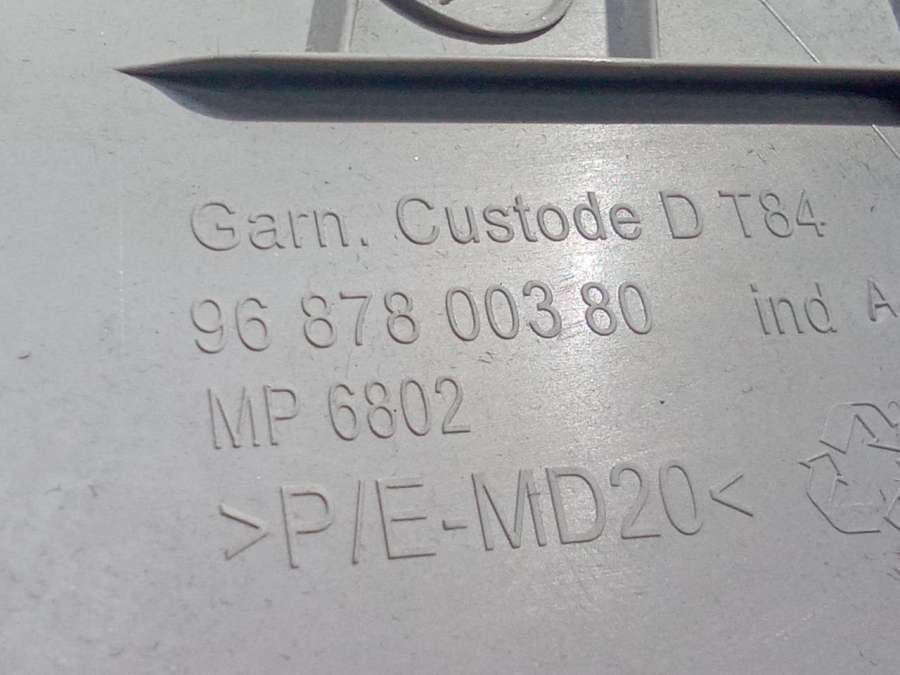 Garn. Custode D T84
96 878 003 80 ind A
MP 6802
>P/E-MD20<